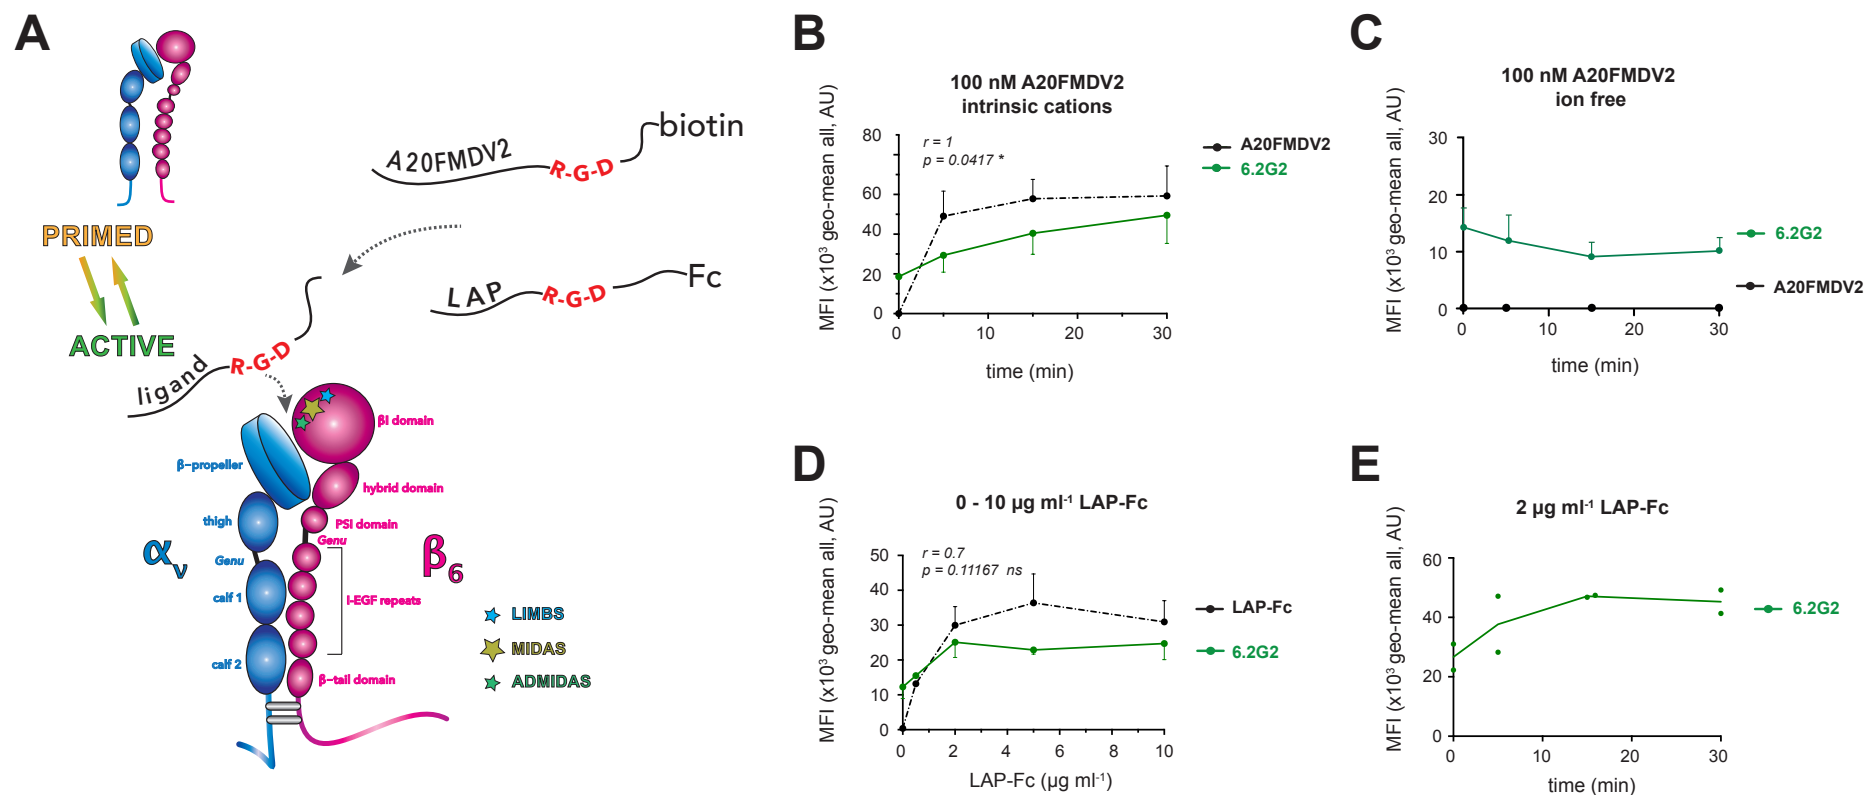 A
A20FMDV2
R-G-D
biotin
PRIMED
ACTIVE
LAP
R-G-D
Fc
ligand
R-G-D
βI domain
β-propeller
hybrid domain
thigh
PSI domain
Genu
Genu
αν
β6
calf 1
I-EGF repeats
calf 2
β-tail domain
LIMBS
MIDAS
ADMIDAS
B
100 nM A20FMDV2
intrinsic cations
MFI (x10³ geo-mean all, AU)
80
60
40
20
0
r = 1
p = 0.0417 *
A20FMDV2
6.2G2
0
10
20
30
time (min)
C
100 nM A20FMDV2
ion free
MFI (x10³ geo-mean all, AU)
30
20
10
0
6.2G2
A20FMDV2
0
10
20
30
time (min)
D
0 - 10 µg ml⁻¹ LAP-Fc
MFI (x10³ geo-mean all, AU)
50
40
30
20
10
0
r = 0.7
p = 0.11167 ns
LAP-Fc
6.2G2
0
2
4
6
8
10
LAP-Fc (µg ml⁻¹)
E
2 µg ml⁻¹ LAP-Fc
MFI (x10³ geo-mean all, AU)
60
40
20
0
6.2G2
0
10
20
30
time (min)